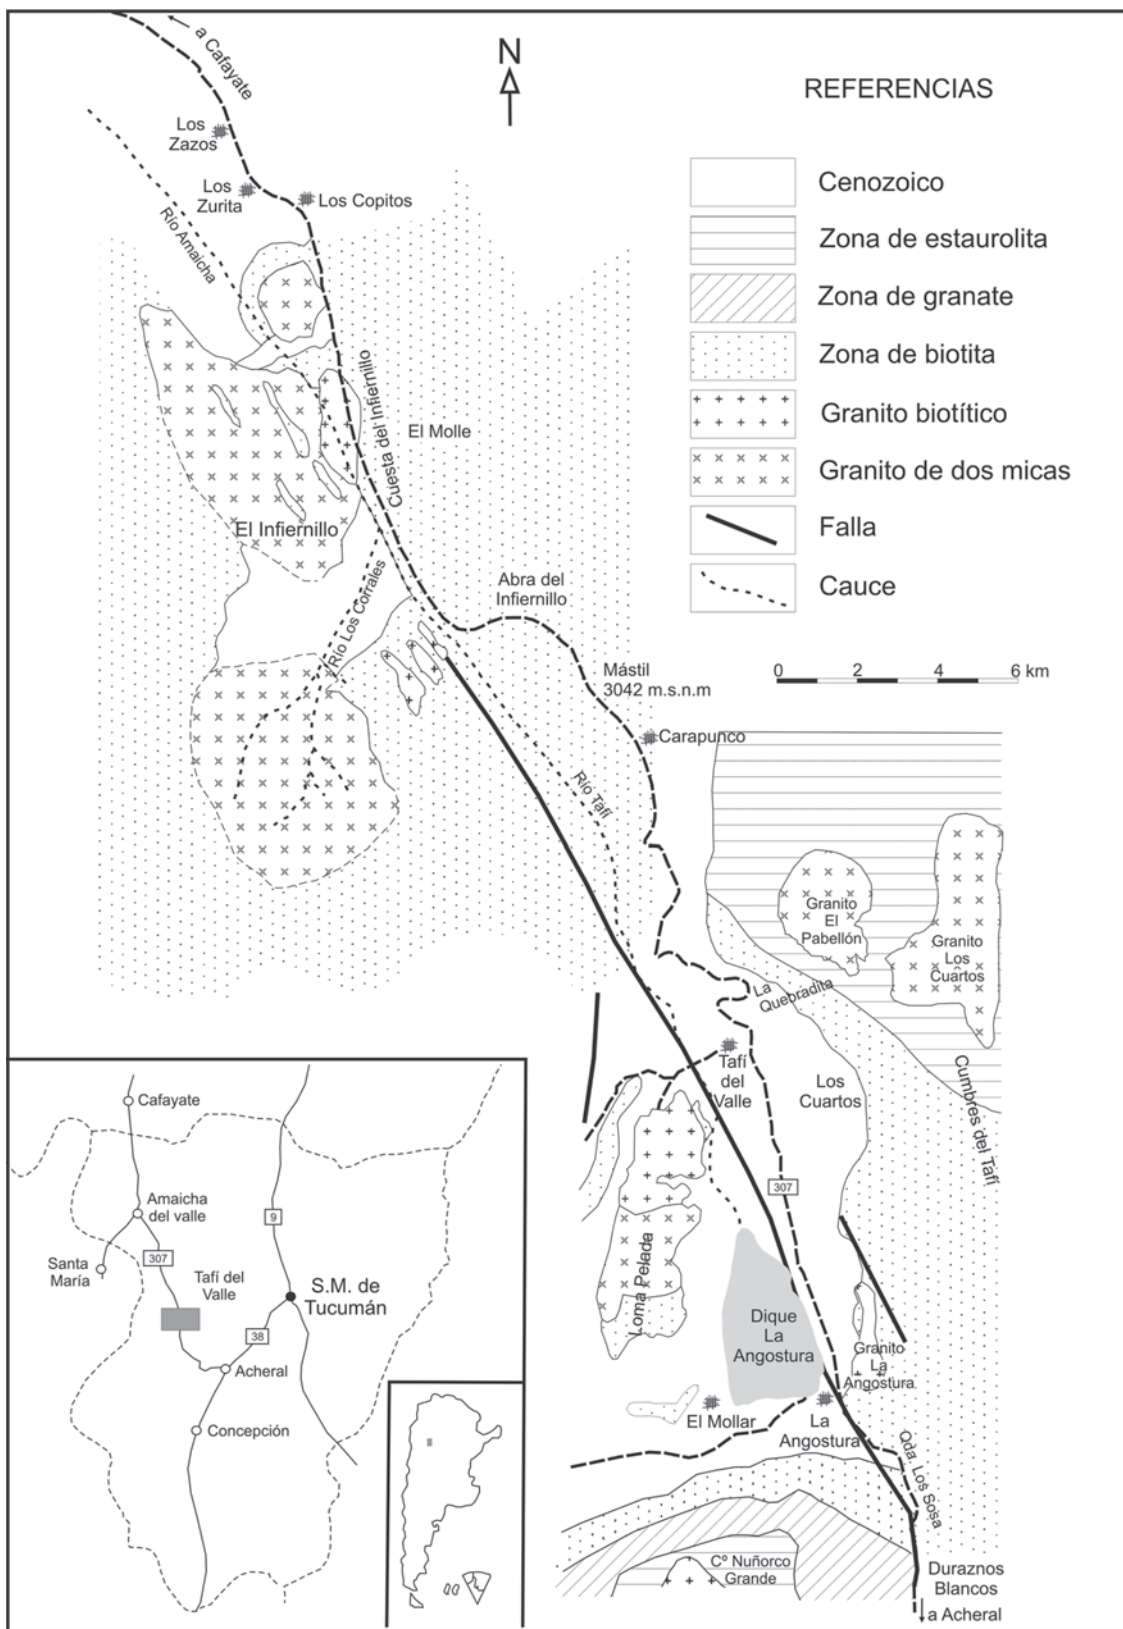 a Cafayate
N
REFERENCIAS
Los
Zazos
Los
Zurita
Los Copitos
Río Amaicha
Cenozoico
Zona de estaurolita
Zona de granate
Zona de biotita
Granito biotítico
Granito de dos micas
Falla
Cauce
Cuesta del Infiernillo
El Molle
El Infiernillo
Río Los Corrales
Abra del
Infiernillo
Mástil
3042 m.s.n.m
0 2 4 6 km
Carapunco
Río Tafí
Granito
El
Pabellón
Granito
Los
Cuartos
La
Quebradita
Tafí
del
Valle
Los
Cuartos
Cumbres del Tafí
307
Loma Pelada
Dique
La
Angostura
Granito
La
Angostura
El Mollar
La
Angostura
Qda. Los Sosa
Cº Nuñorco
Grande
Duraznos
Blancos
a Acheral
Cafayate
Amaicha
del valle
9
307
Santa
María
Tafí del
Valle
S.M. de
Tucumán
38
Acheral
Concepción